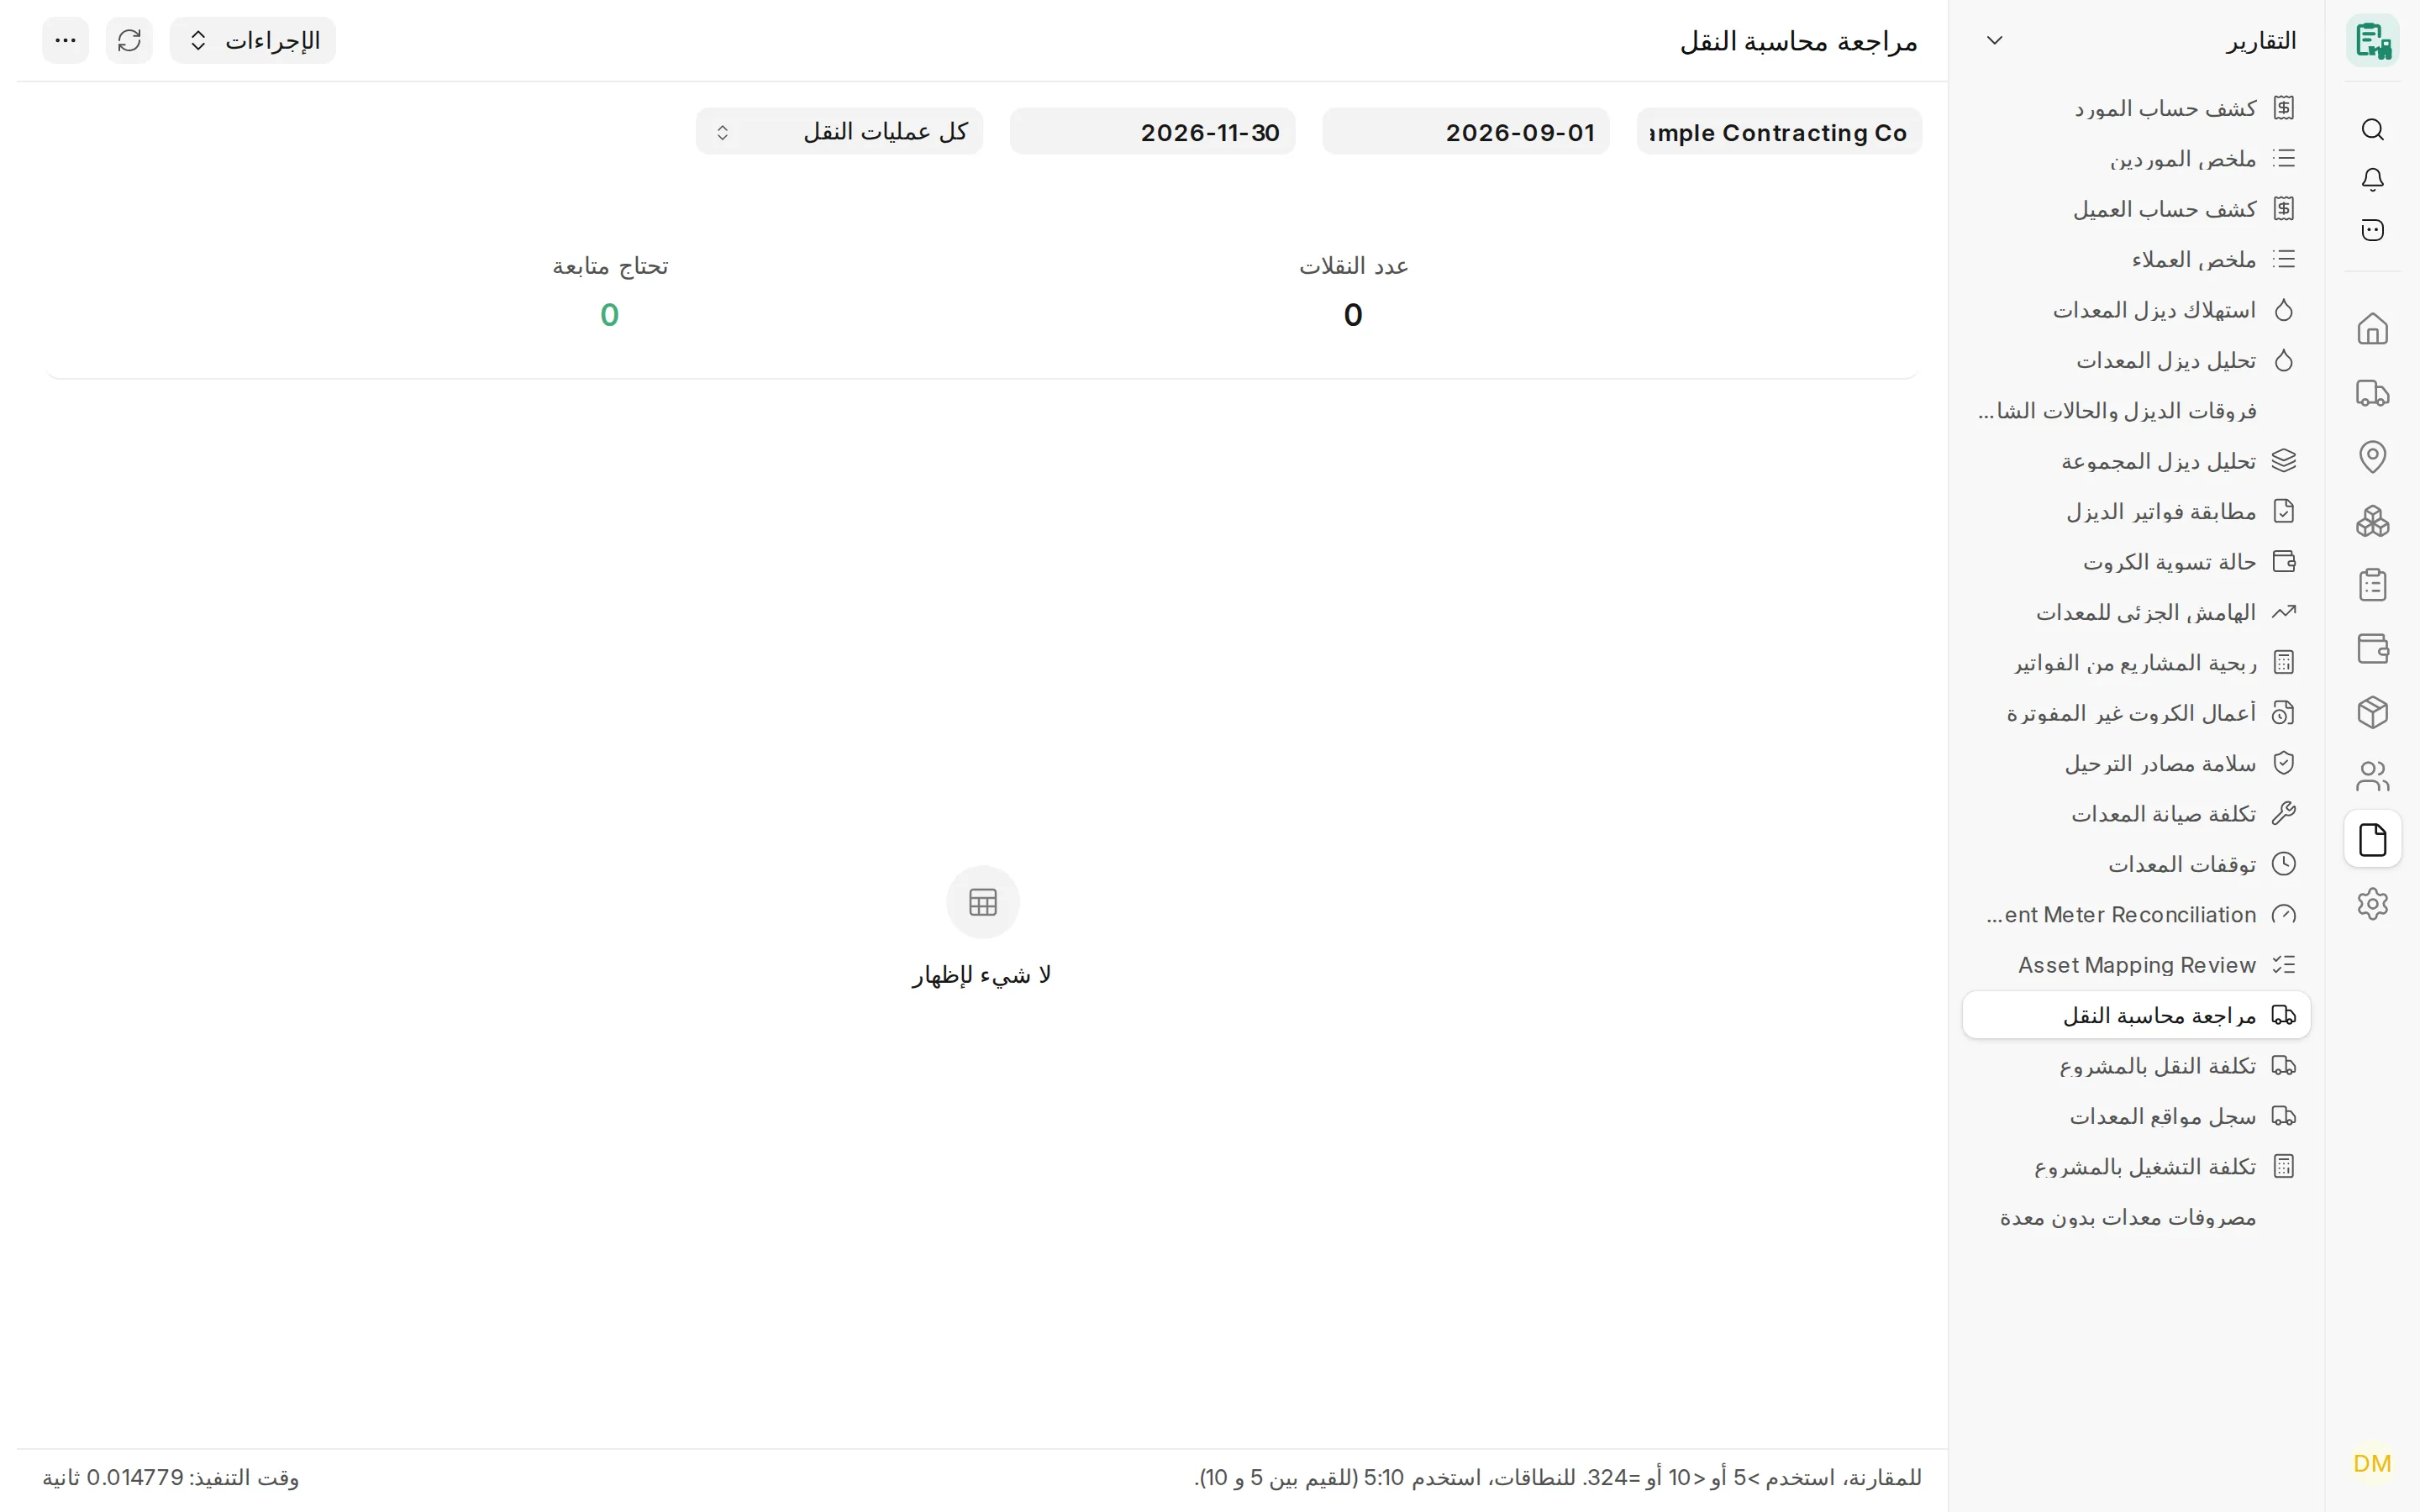 التقارير
كشف حساب المورد
ملخص الموردين
كشف حساب العميل
ملخص العملاء
استهلاك ديزل المعدات
تحليل ديزل المعدات
فروقات الديزل والحالات الشا...
تحليل ديزل المجموعة
مطابقة فواتير الديزل
حالة تسوية الكروت
الهامش الجزئي للمعدات
ربحية المشاريع من الفواتير
أعمال الكروت غير المفوترة
سلامة مصادر الترحيل
تكلفة صيانة المعدات
توقفات المعدات
...ent Meter Reconciliation
Asset Mapping Review
مراجعة محاسبة النقل
تكلفة النقل بالمشروع
سجل مواقع المعدات
تكلفة التشغيل بالمشروع
مصروفات معدات بدون معدة
DM
مراجعة محاسبة النقل
الإجراءات
ample Contracting Co
2026-09-01
2026-11-30
كل عمليات النقل
عدد النقلات
0
تحتاج متابعة
0
لا شيء لإظهار
للمقارنة، استخدم >5 أو <10 أو =324. للنطاقات، استخدم 5:10 (للقيم بين 5 و 10).
وقت التنفيذ: 0.014779 ثانية